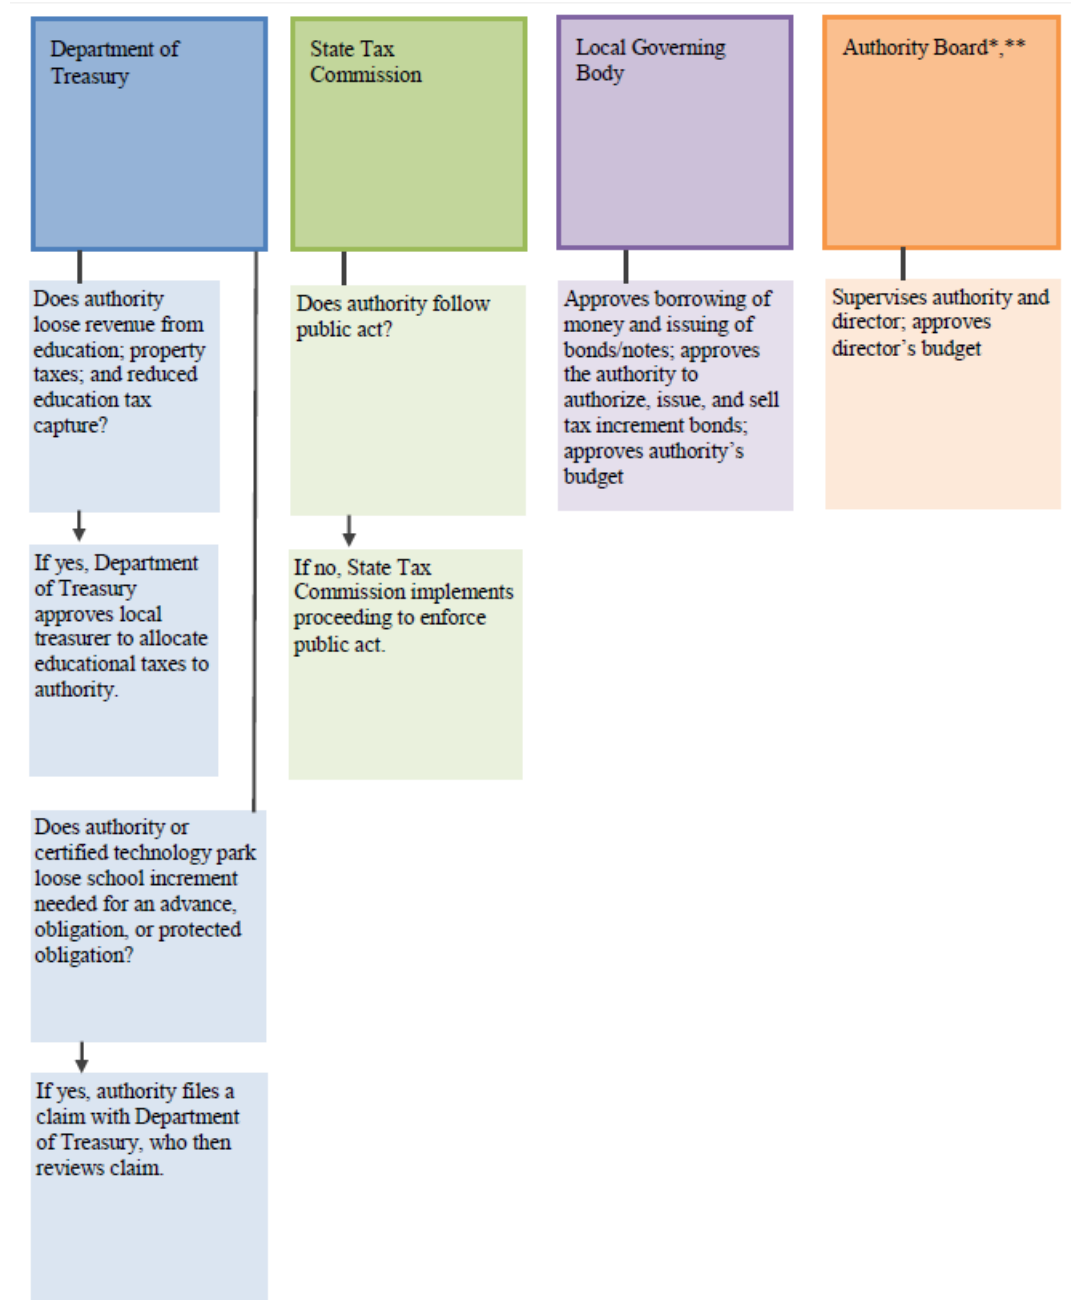 Department of
Treasury
State Tax
Commission
Local Governing
Body
Authority Board*,**
Does authority
loose revenue from
education; property
taxes; and reduced
education tax
capture?
Does authority follow
public act?
Approves borrowing of
money and issuing of
bonds/notes; approves
the authority to
authorize, issue, and sell
tax increment bonds;
approves authority’s
budget
Supervises authority and
director; approves
director’s budget
If yes, Department
of Treasury
approves local
treasurer to allocate
educational taxes to
authority.
If no, State Tax
Commission implements
proceeding to enforce
public act.
Does authority or
certified technology park
loose school increment
needed for an advance,
obligation, or protected
obligation?
If yes, authority files a
claim with Department
of Treasury, who then
reviews claim.